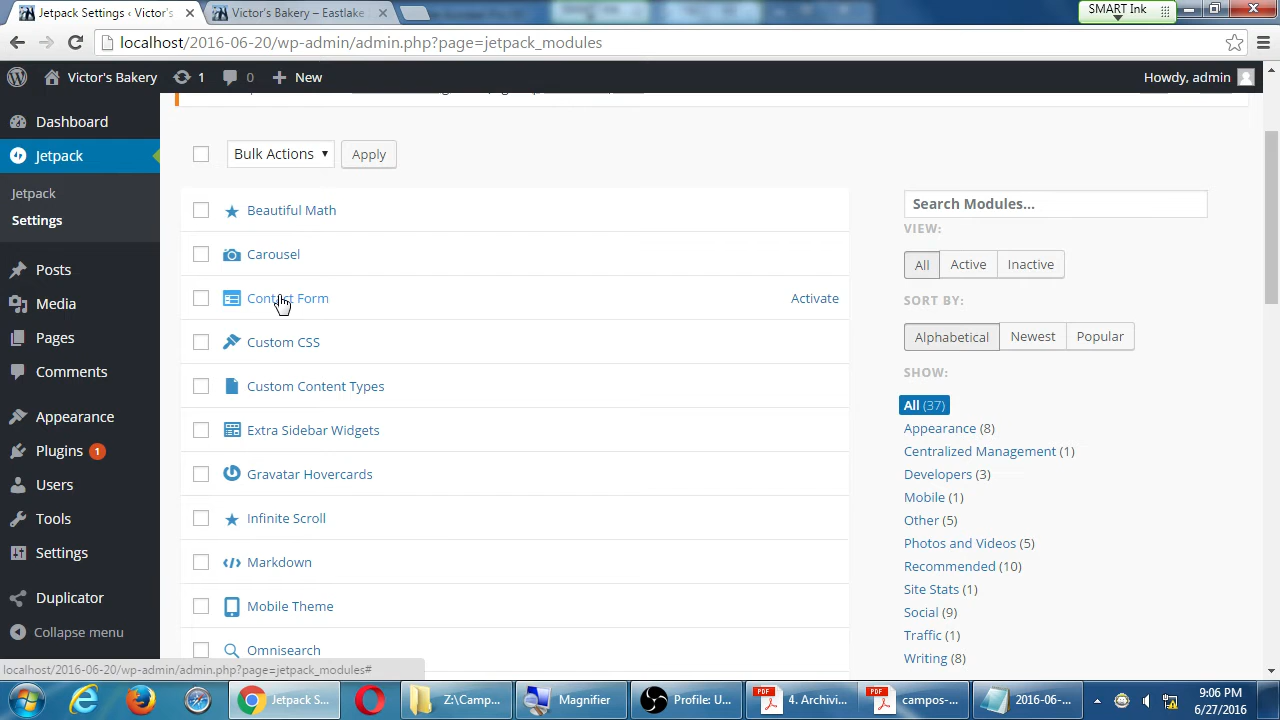 Jetpack Settings ‹ Victor's
Victor's Bakery – Eastlake
SMART Ink
localhost/2016-06-20/wp-admin/admin.php?page=jetpack_modules
Victor's Bakery
1
0
New
Howdy, admin
Dashboard
Jetpack
Jetpack
Settings
Posts
Media
Pages
Comments
Appearance
Plugins 1
Users
Tools
Settings
Duplicator
Collapse menu
Bulk Actions
Apply
Beautiful Math
Carousel
Contact Form
Activate
Custom CSS
Custom Content Types
Extra Sidebar Widgets
Gravatar Hovercards
Infinite Scroll
Markdown
Mobile Theme
Omnisearch
Search Modules...
VIEW:
All
Active
Inactive
SORT BY:
Alphabetical
Newest
Popular
SHOW:
All (37)
Appearance (8)
Centralized Management (1)
Developers (3)
Mobile (1)
Other (5)
Photos and Videos (5)
Recommended (10)
Site Stats (1)
Social (9)
Traffic (1)
Writing (8)
localhost/2016-06-20/wp-admin/admin.php?page=jetpack_modules#
Jetpack S...
Z:\Camp...
Magnifier
Profile: U...
4. Archivi...
campos-...
2016-06-...
9:06 PM
6/27/2016